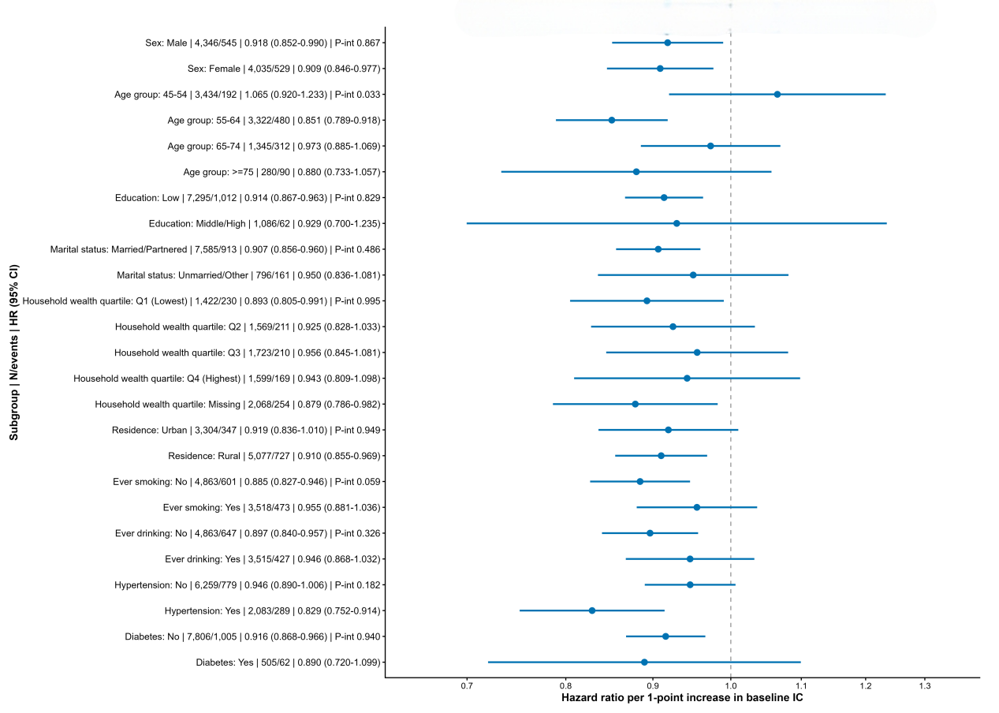 Sex: Male | 4,346/545 | 0.918 (0.852-0.990) | P-int 0.867
Sex: Female | 4,035/529 | 0.909 (0.846-0.977)
Age group: 45-54 | 3,434/192 | 1.065 (0.920-1.233) | P-int 0.033
Age group: 55-64 | 3,322/480 | 0.851 (0.789-0.918)
Age group: 65-74 | 1,345/312 | 0.973 (0.885-1.069)
Age group: >=75 | 280/90 | 0.880 (0.733-1.057)
Education: Low | 7,295/1,012 | 0.914 (0.867-0.963) | P-int 0.829
Education: Middle/High | 1,086/62 | 0.929 (0.700-1.235)
Marital status: Married/Partnered | 7,585/913 | 0.907 (0.856-0.960) | P-int 0.486
Marital status: Unmarried/Other | 796/161 | 0.950 (0.836-1.081)
Household wealth quartile: Q1 (Lowest) | 1,422/230 | 0.893 (0.805-0.991) | P-int 0.995
Household wealth quartile: Q2 | 1,569/211 | 0.925 (0.828-1.033)
Household wealth quartile: Q3 | 1,723/210 | 0.956 (0.845-1.081)
Household wealth quartile: Q4 (Highest) | 1,599/169 | 0.943 (0.809-1.098)
Household wealth quartile: Missing | 2,068/254 | 0.879 (0.786-0.982)
Residence: Urban | 3,304/347 | 0.919 (0.836-1.010) | P-int 0.949
Residence: Rural | 5,077/727 | 0.910 (0.855-0.969)
Ever smoking: No | 4,863/601 | 0.885 (0.827-0.946) | P-int 0.059
Ever smoking: Yes | 3,518/473 | 0.955 (0.881-1.036)
Ever drinking: No | 4,863/647 | 0.897 (0.840-0.957) | P-int 0.326
Ever drinking: Yes | 3,515/427 | 0.946 (0.868-1.032)
Hypertension: No | 6,259/779 | 0.946 (0.890-1.006) | P-int 0.182
Hypertension: Yes | 2,083/289 | 0.829 (0.752-0.914)
Diabetes: No | 7,806/1,005 | 0.916 (0.868-0.966) | P-int 0.940
Diabetes: Yes | 505/62 | 0.890 (0.720-1.099)
Subgroup | N/events | HR (95% CI)
0.7 0.8 0.9 1.0 1.1 1.2 1.3
Hazard ratio per 1-point increase in baseline IC